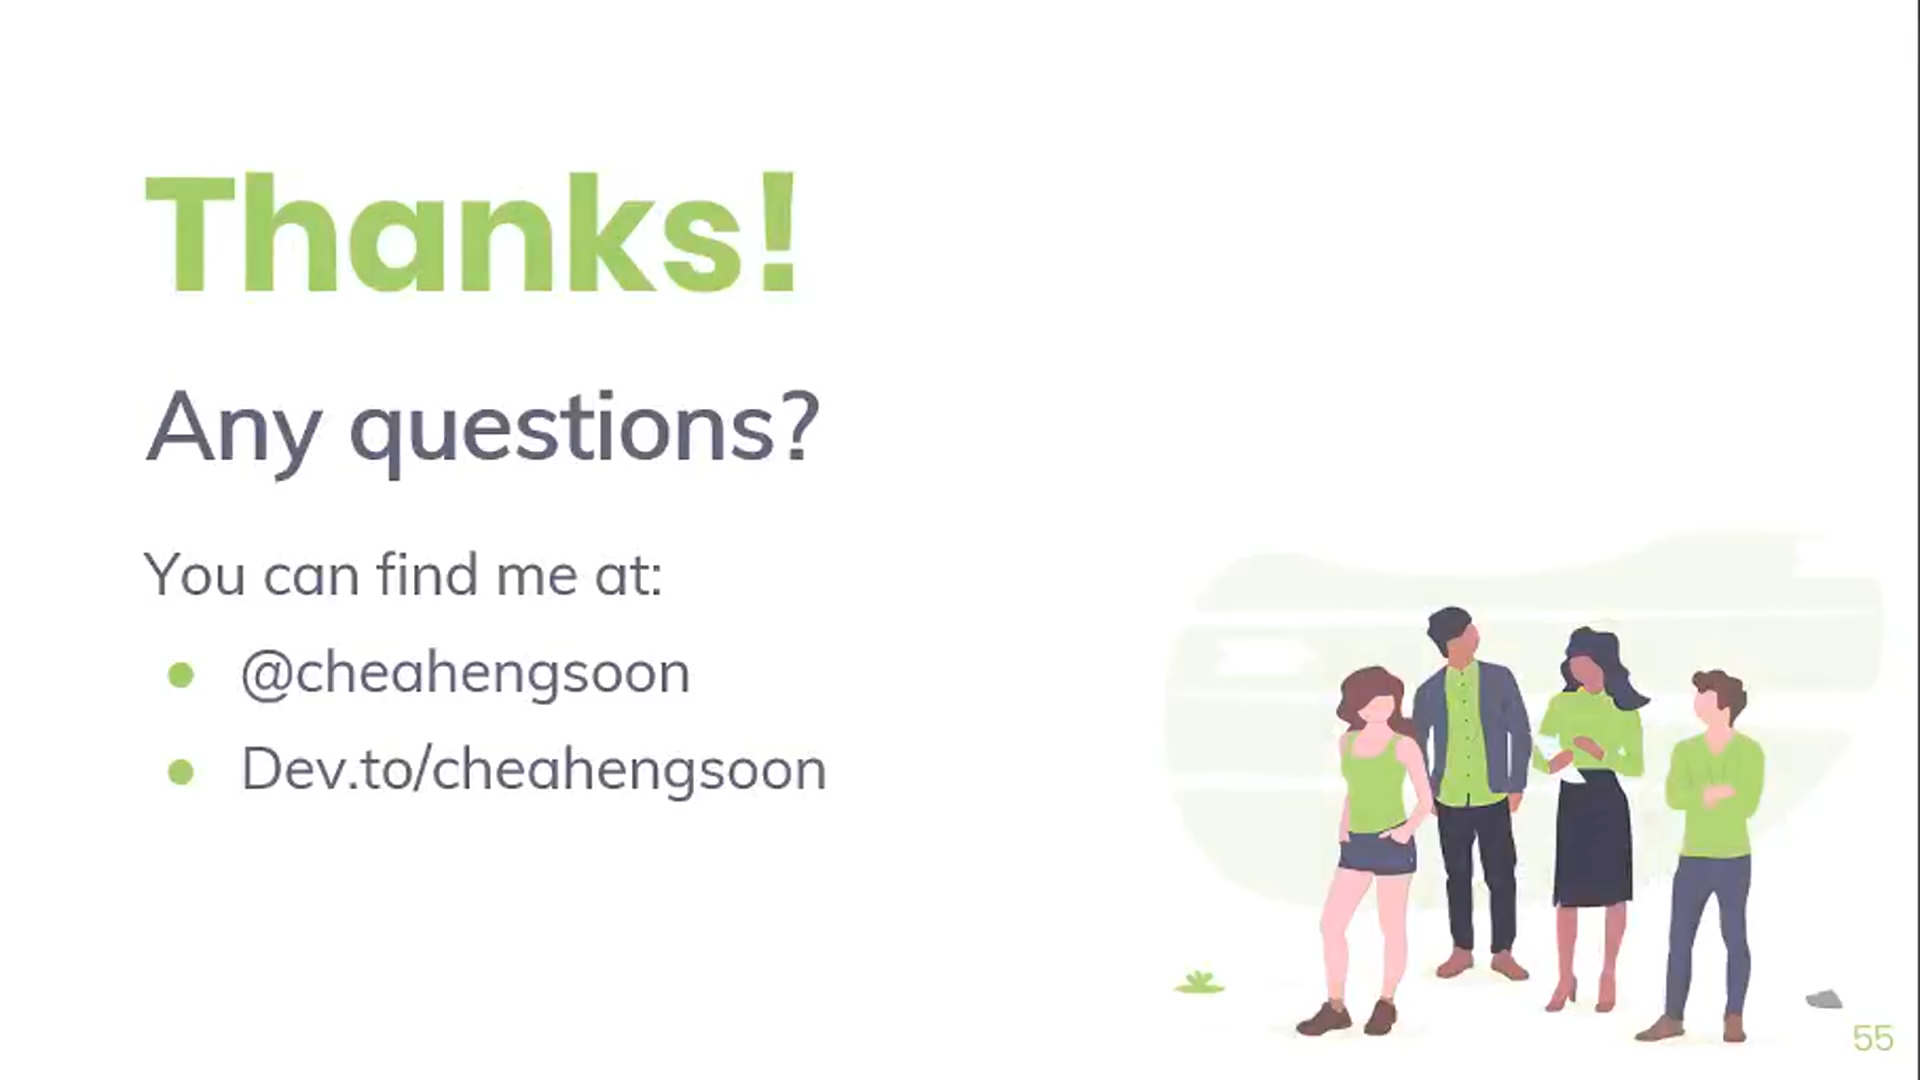 Thanks!
Any questions?
You can find me at:
@cheahengsoon
Dev.to/cheahengsoon
55